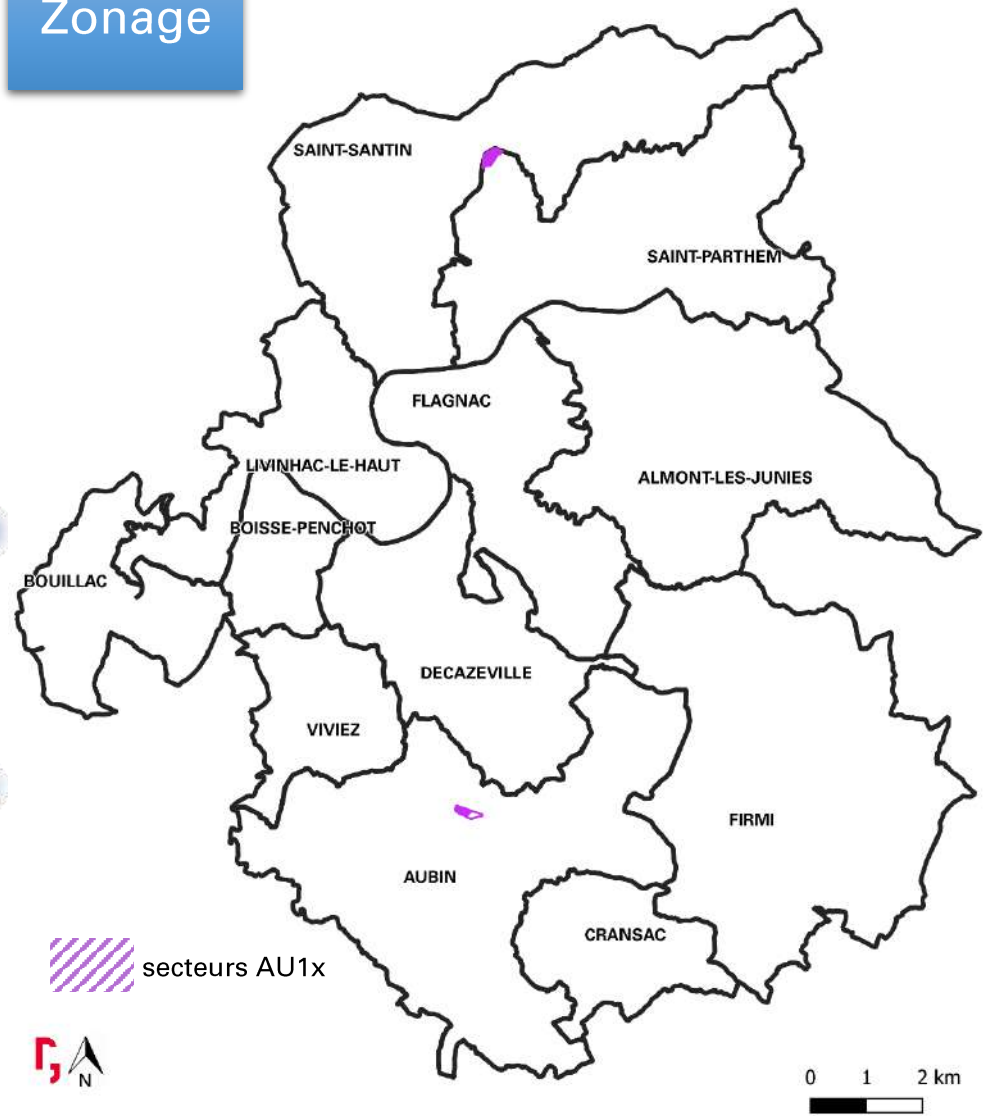 Zonage
SAINT-SANTIN
SAINT-PARTHEM
FLAGNAC
LIVINHAC-LE-HAUT
ALMONT-LES-JUNIES
BOISSE-PENCHOT
BOUILLAC
DECAZEVILLE
VIVIEZ
FIRMI
AUBIN
CRANSAC
secteurs AU1x
N
0 1 2 km